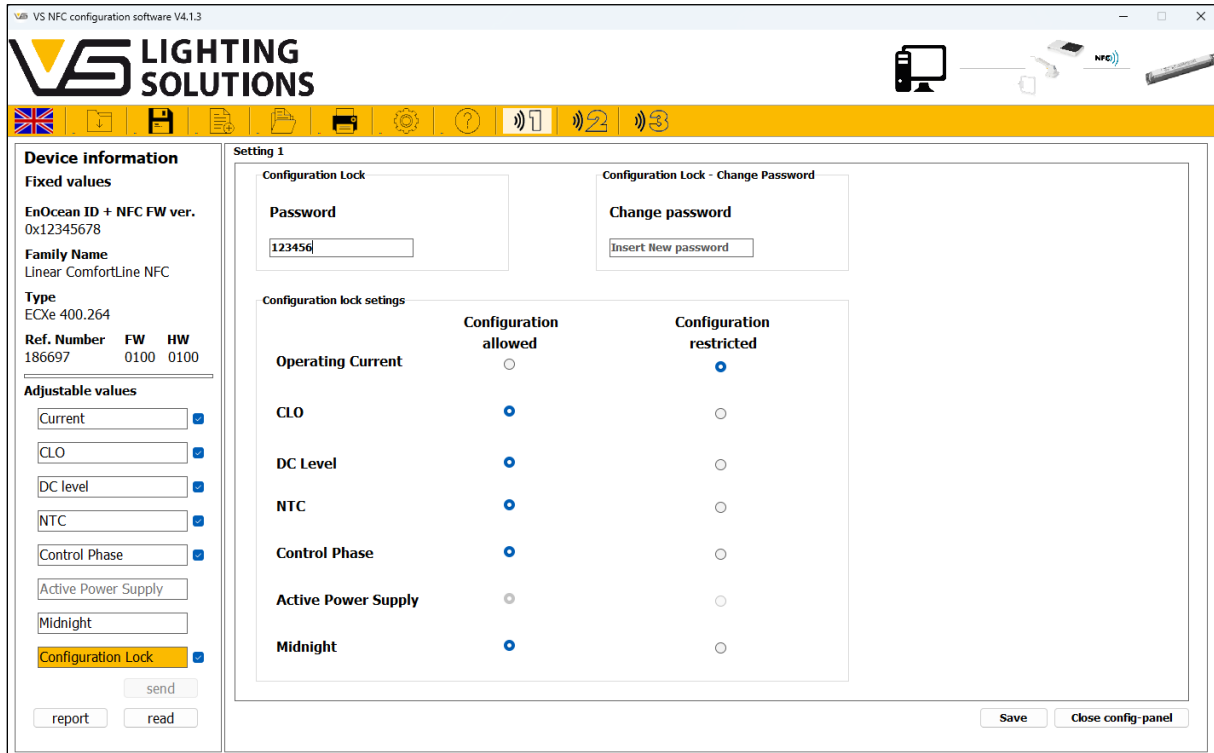 VS NFC configuration software V4.1.3
VS LIGHTING
SOLUTIONS
NFC
1 2 3
Device information
Fixed values
EnOcean ID + NFC FW ver.
0x12345678
Family Name
Linear ComfortLine NFC
Type
ECXe 400.264
Ref. Number FW HW
186697 0100 0100
Adjustable values
Current
CLO
DC level
NTC
Control Phase
Active Power Supply
Midnight
Configuration Lock
send
report read
Setting 1
Configuration Lock
Password
123456
Configuration Lock - Change Password
Change password
Insert New password
Configuration lock setings
Configuration
allowed
Configuration
restricted
Operating Current
CLO
DC Level
NTC
Control Phase
Active Power Supply
Midnight
Save Close config-panel